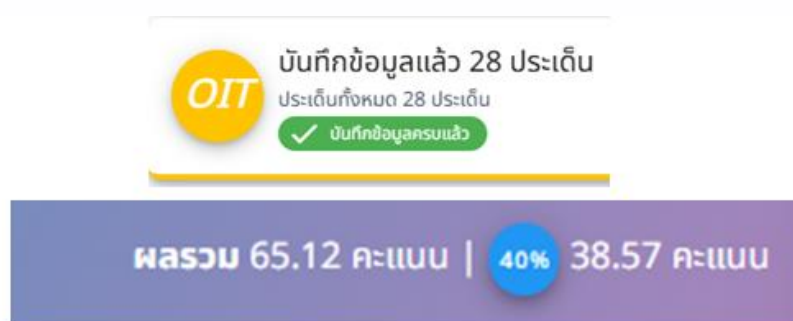 OIT
บันทึกข้อมูลแล้ว 28 ประเด็น
ประเด็นทั้งหมด 28 ประเด็น
บันทึกข้อมูลครบแล้ว
ผลรวม 65.12 คะแนน | 40% 38.57 คะแนน